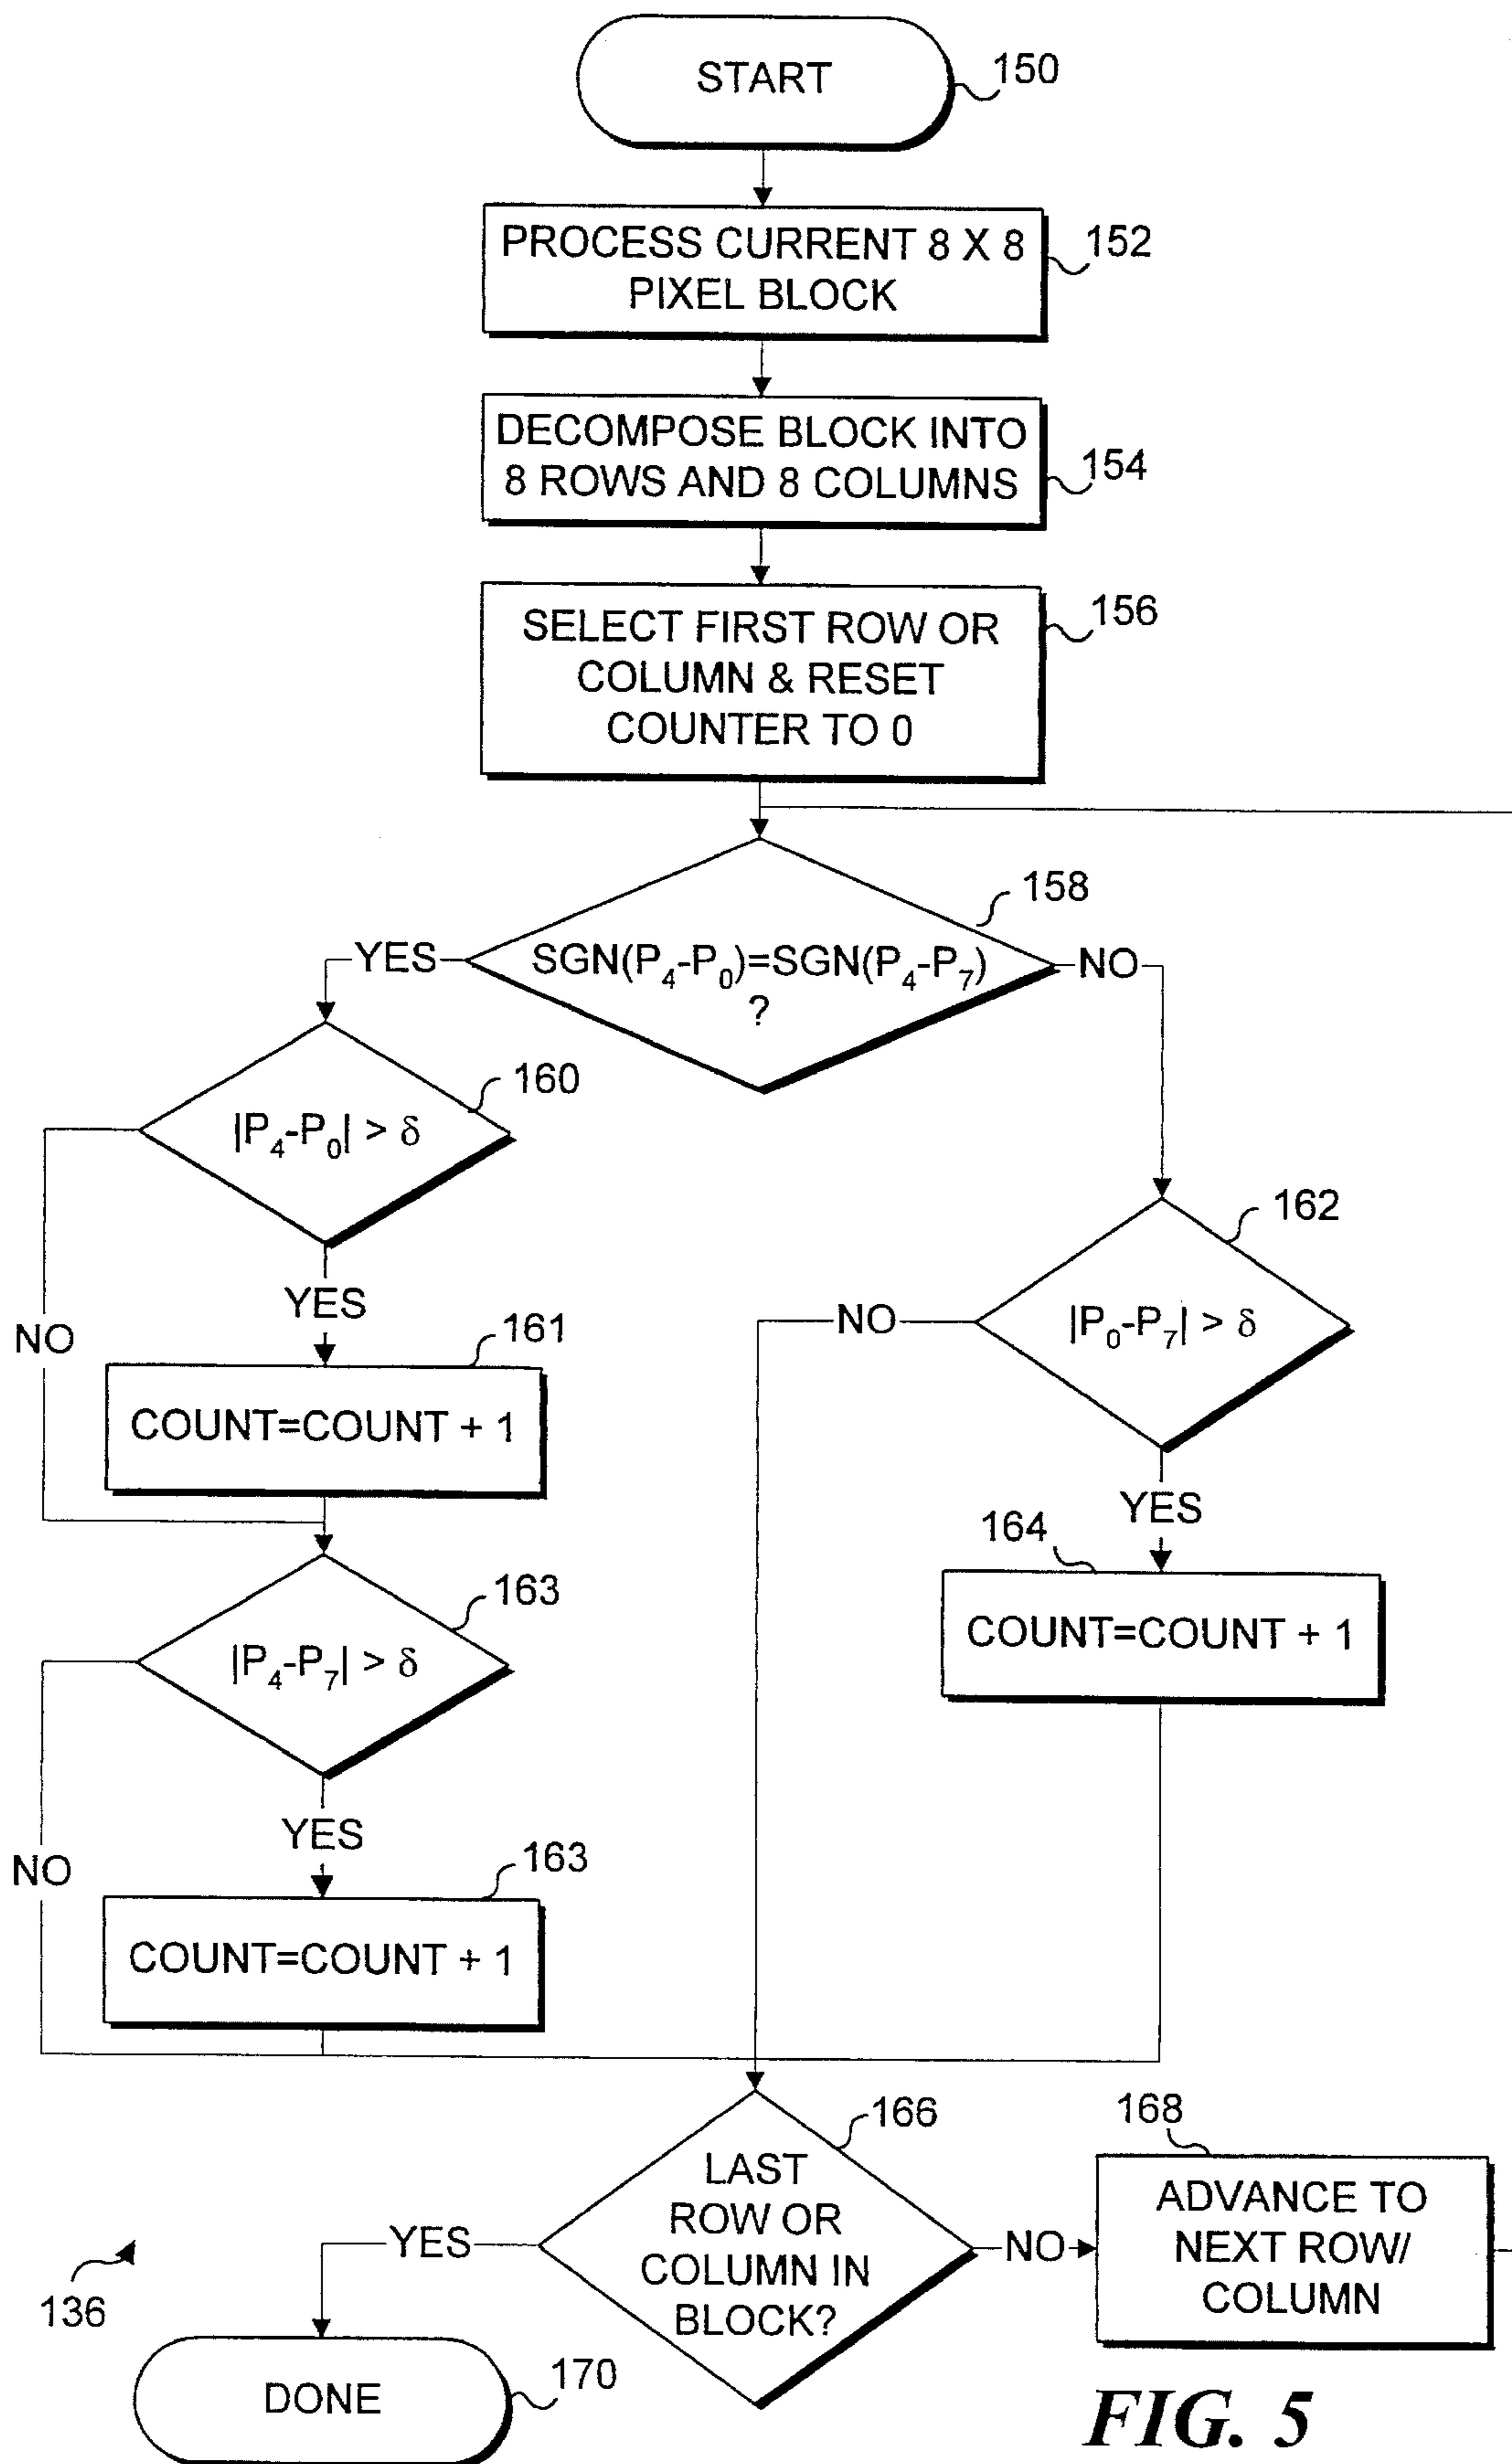 START
150
PROCESS CURRENT 8 X 8
PIXEL BLOCK
152
DECOMPOSE BLOCK INTO
8 ROWS AND 8 COLUMNS
154
SELECT FIRST ROW OR
COLUMN & RESET
COUNTER TO 0
156
158
YES
SGN(P₄-P₀)=SGN(P₄-P₇)
?
NO
160
|P₄-P₀| > δ
162
|P₀-P₇| > δ
YES
NO
NO
161
COUNT=COUNT + 1
YES
164
COUNT=COUNT + 1
163
|P₄-P₇| > δ
YES
NO
163
COUNT=COUNT + 1
166
LAST
ROW OR
COLUMN IN
BLOCK?
YES
NO
168
ADVANCE TO
NEXT ROW/
COLUMN
136
DONE
170
FIG. 5